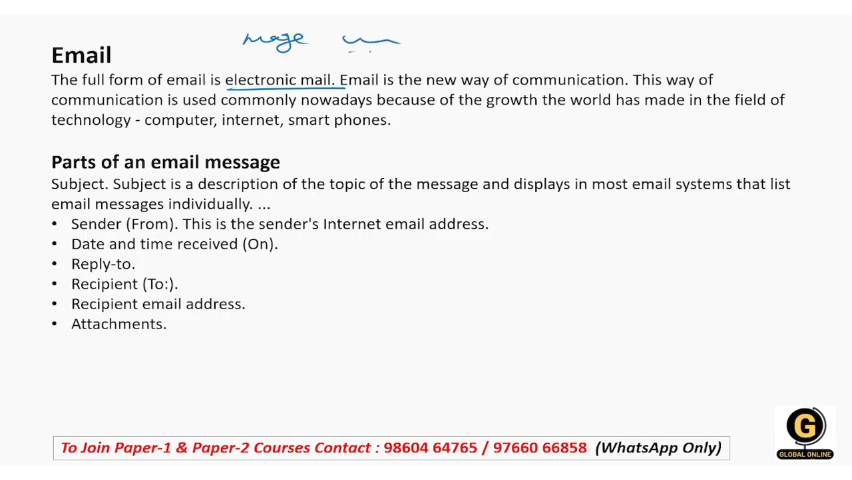 Email
The full form of email is electronic mail. Email is the new way of communication. This way of
communication is used commonly nowadays because of the growth the world has made in the field of
technology - computer, internet, smart phones.
Parts of an email message
Subject. Subject is a description of the topic of the message and displays in most email systems that list
email messages individually. ...
• Sender (From). This is the sender's Internet email address.
• Date and time received (On).
• Reply-to.
• Recipient (To:).
• Recipient email address.
• Attachments.
To Join Paper-1 & Paper-2 Courses Contact : 98604 64765 / 97660 66858 (WhatsApp Only)
G
GLOBAL ONLINE